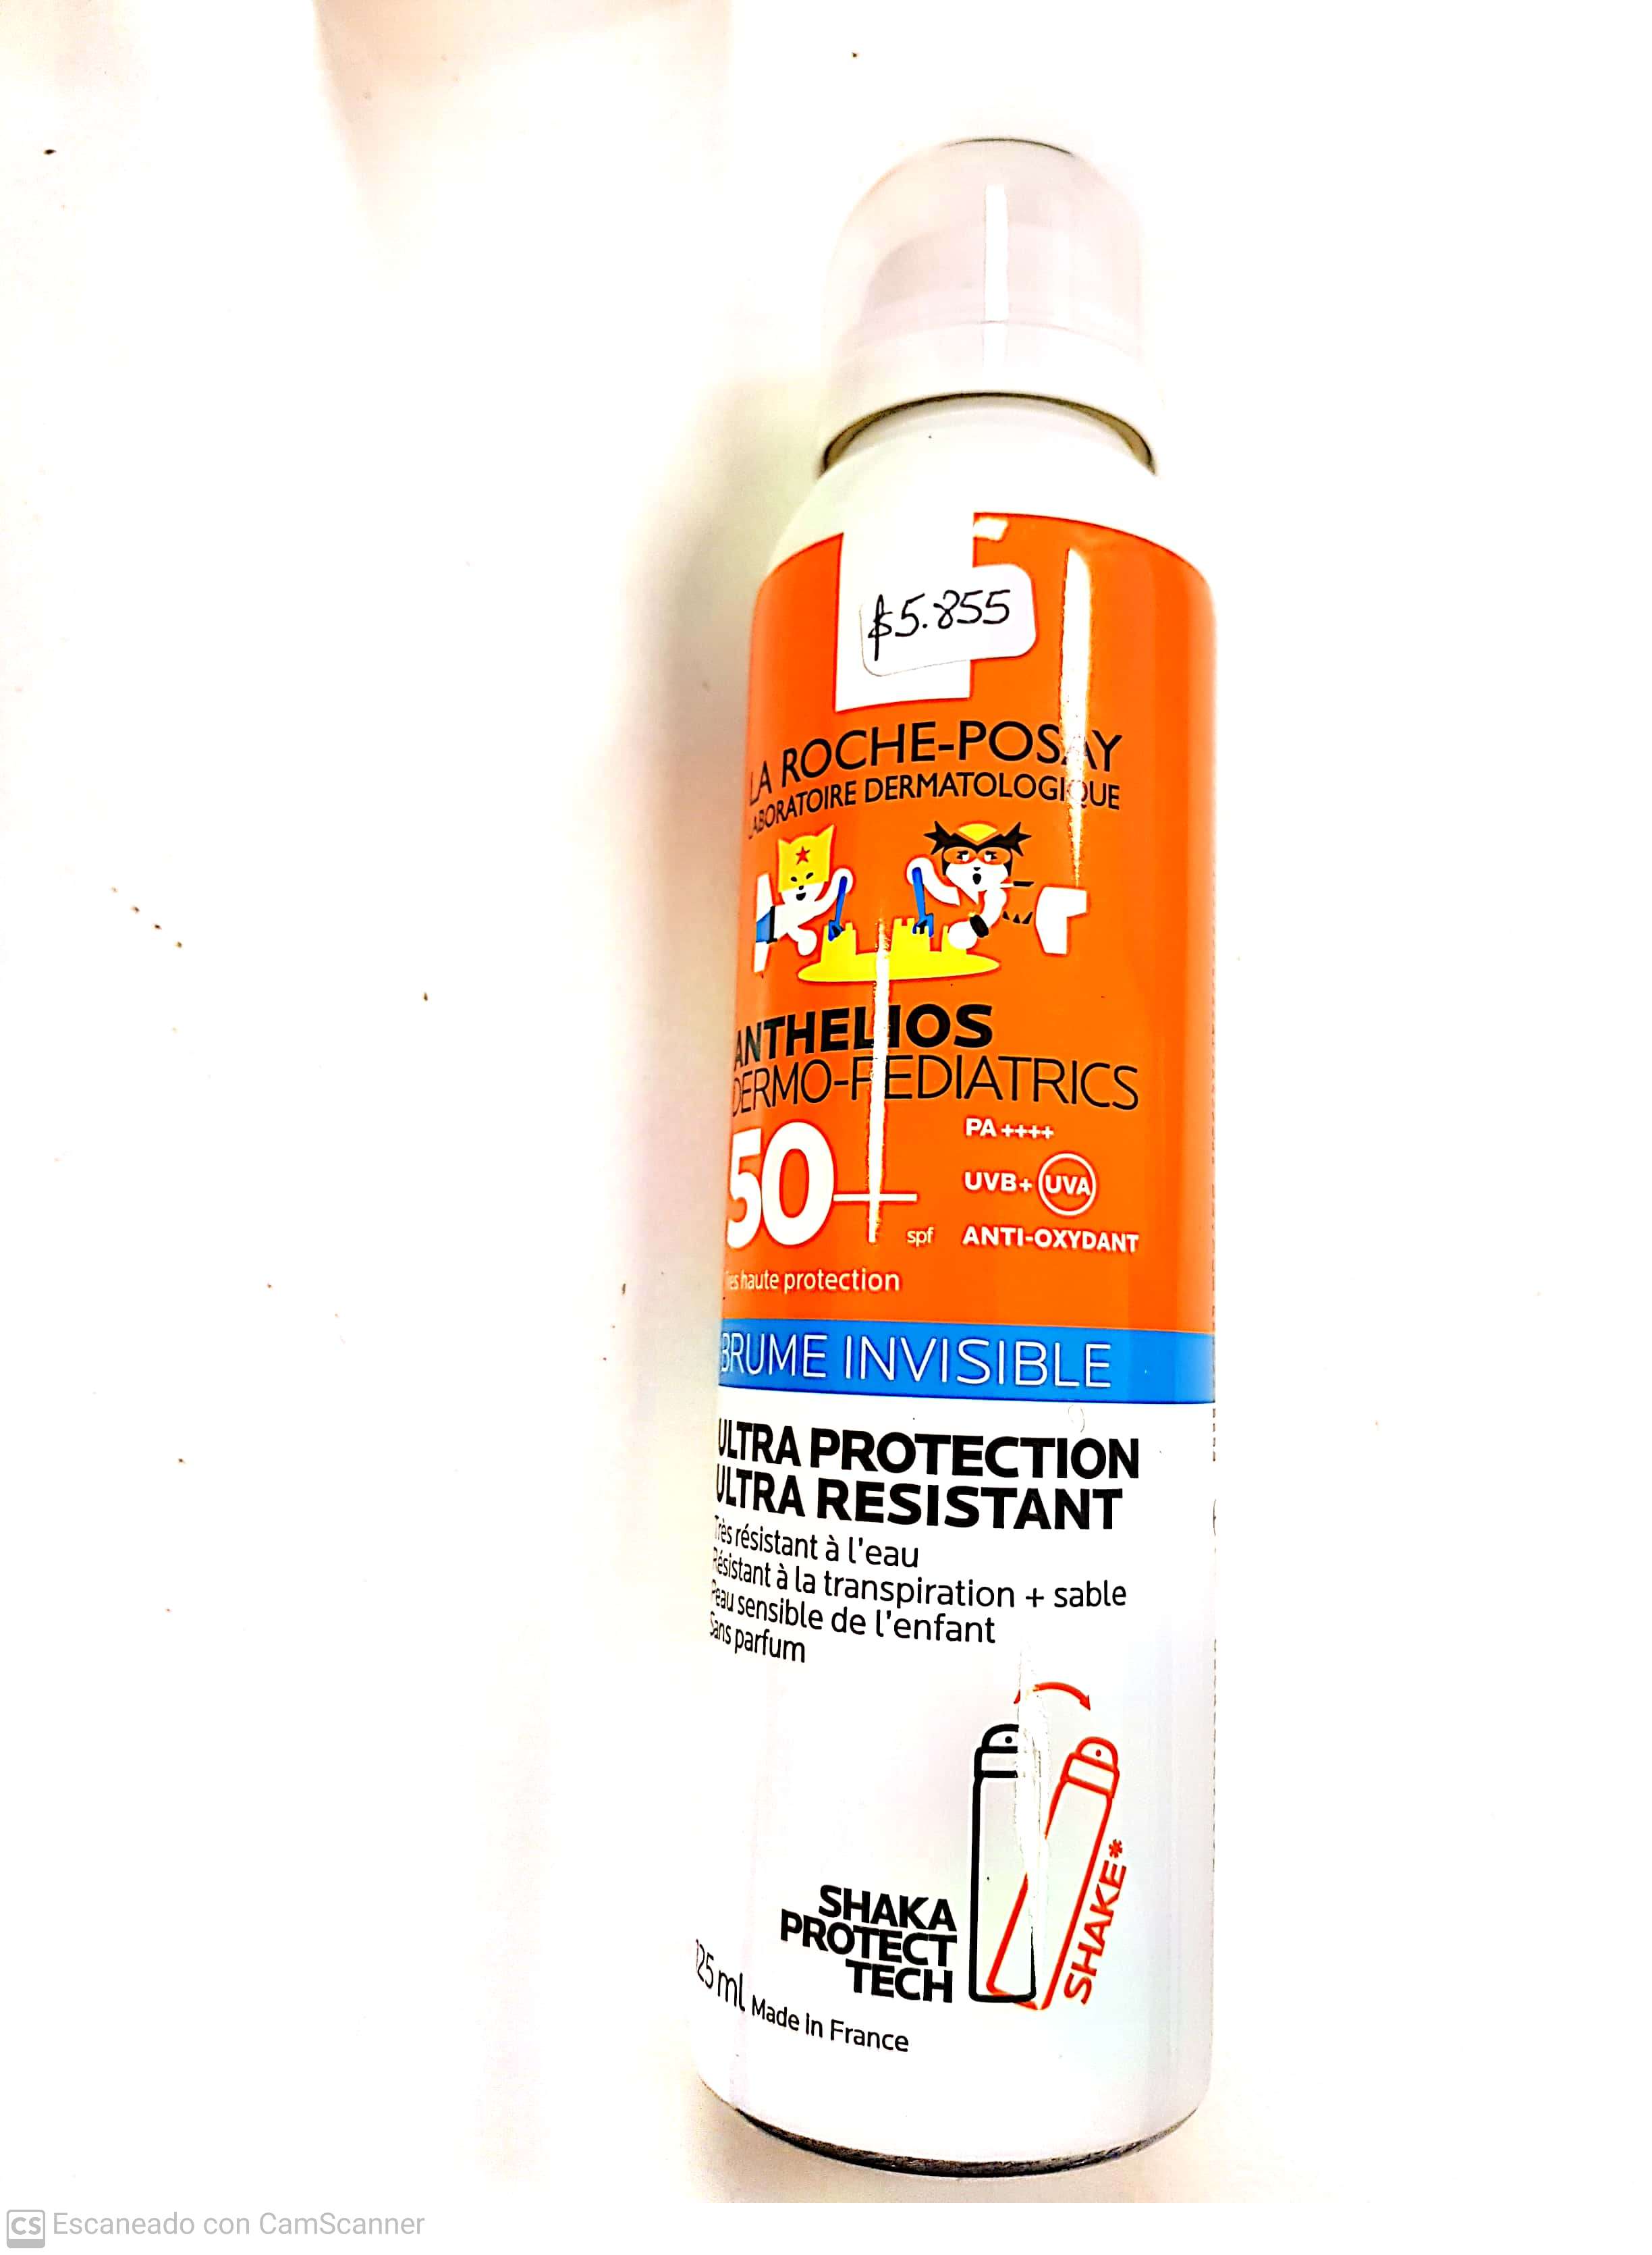 $5.855
LA ROCHE-POSAY
LABORATOIRE DERMATOLOGIQUE
ANTHELIOS
DERMO-PEDIATRICS
50+ spf
PA++++
UVB+ UVA
ANTI-OXYDANT
Très haute protection
BRUME INVISIBLE
ULTRA PROTECTION
ULTRA RESISTANT
Très résistant à l'eau
Résistant à la transpiration + sable
Peau sensible de l'enfant
Sans parfum
SHAKA
PROTECT
TECH
SHAKE*
125 ml Made in France
CS Escaneado con CamScanner